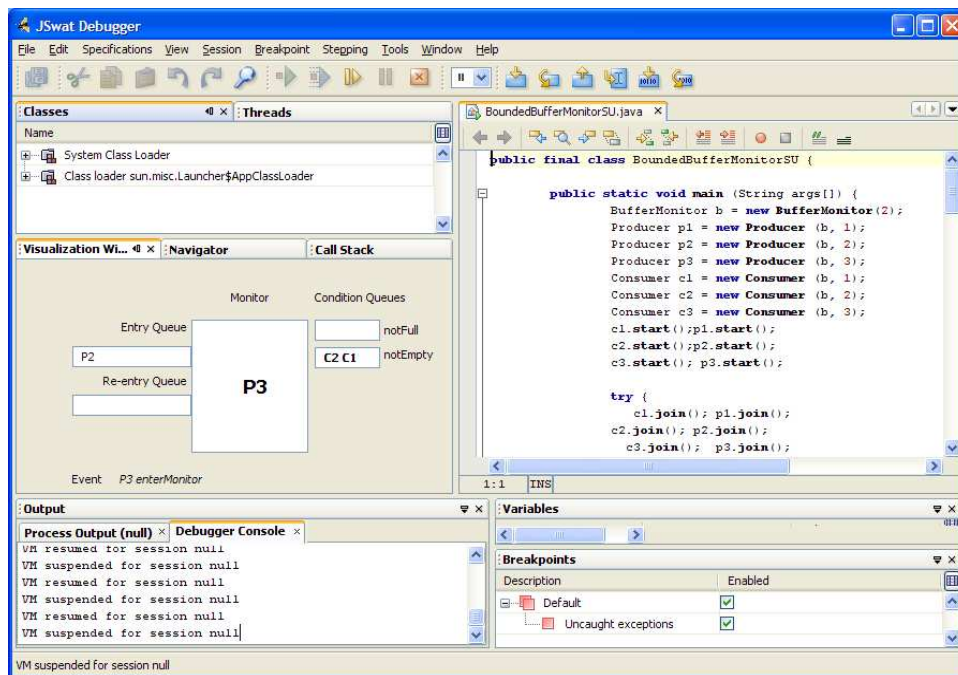 JSwat Debugger
File Edit Specifications View Session Breakpoint Stepping Tools Window Help
Classes
Threads
Name
System Class Loader
Class loader sun.misc.Launcher$AppClassLoader
Visualization Wi...
Navigator
Call Stack
Monitor
Condition Queues
Entry Queue
notFull
P2
C2 C1
notEmpty
Re-entry Queue
P3
Event P3 enterMonitor
BoundedBufferMonitorSU.java
public final class BoundedBufferMonitorSU {
public static void main (String args[]) {
BufferMonitor b = new BufferMonitor(2);
Producer p1 = new Producer (b, 1);
Producer p2 = new Producer (b, 2);
Producer p3 = new Producer (b, 3);
Consumer c1 = new Consumer (b, 1);
Consumer c2 = new Consumer (b, 2);
Consumer c3 = new Consumer (b, 3);
c1.start();p1.start();
c2.start();p2.start();
c3.start(); p3.start();
try {
c1.join(); p1.join();
c2.join(); p2.join();
c3.join(); p3.join();
1:1 INS
Output
Process Output (null)
Debugger Console
VM resumed for session null
VM suspended for session null
VM resumed for session null
VM suspended for session null
VM resumed for session null
VM suspended for session null
Variables
Breakpoints
Description Enabled
Default
Uncaught exceptions
VM suspended for session null